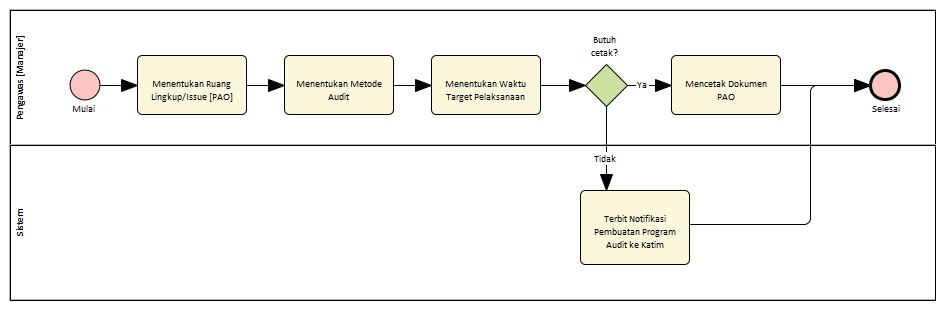 Pengawas [Manajer]
Mulai
Menentukan Ruang
Lingkup/Issue [PAO]
Menentukan Metode
Audit
Menentukan Waktu
Target Pelaksanaan
Butuh
cetak?
Ya
Mencetak Dokumen
PAO
Selesai
Tidak
Sistem
Terbit Notifikasi
Pembuatan Program
Audit ke Katim